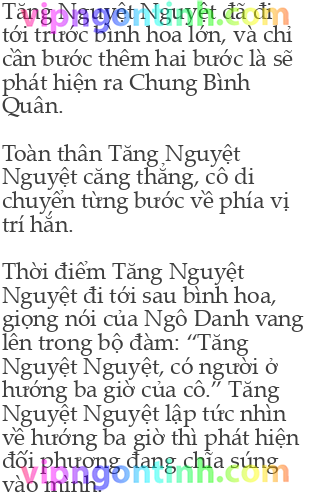 Tăng Nguyệt Nguyệt đã đi
vipngontinh.com
tới trước bình hoa lớn, và chỉ
cần bước thêm hai bước là sẽ
phát hiện ra Chung Bình
Quân.
Toàn thân Tăng Nguyệt
Nguyệt căng thẳng, cô di
chuyển từng bước về phía vị
trí hắn.
Thời điểm Tăng Nguyệt
Nguyệt đi tới sau bình hoa,
giọng nói của Ngô Danh vang
lên trong bộ đàm: “Tăng
Nguyệt Nguyệt, có người ở
hướng ba giờ của cô.” Tăng
Nguyệt Nguyệt lập tức nhìn
về hướng ba giờ thì phát hiện
đối phương đang chĩa súng
vipngontinh.com
vào mình.